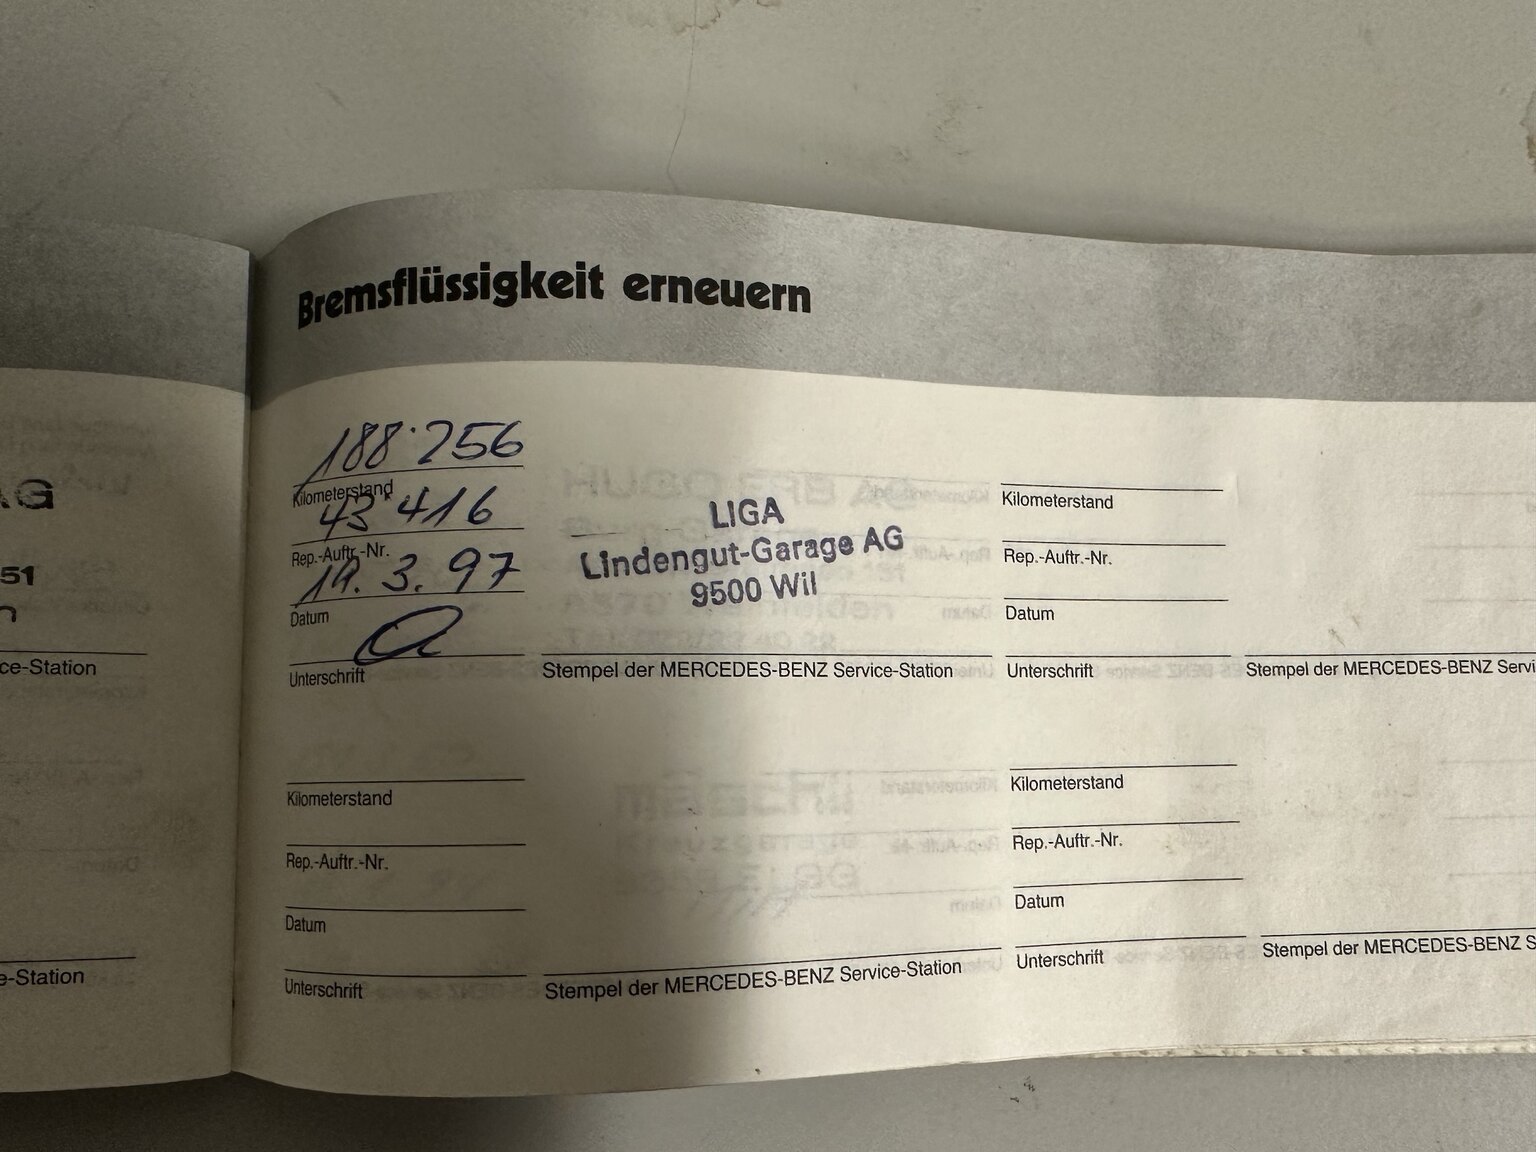 Bremsflüssigkeit erneuern
188'256
Kilometerstand
43'416
Rep.-Auftr.-Nr.
19. 3. 97
Datum
Unterschrift
LIGA
Lindengut-Garage AG
9500 Wil
Stempel der MERCEDES-BENZ Service-Station
Kilometerstand
Rep.-Auftr.-Nr.
Datum
Unterschrift
Stempel der MERCEDES-BENZ Servi
Kilometerstand
Rep.-Auftr.-Nr.
Datum
Unterschrift
Stempel der MERCEDES-BENZ Service-Station
Kilometerstand
Rep.-Auftr.-Nr.
Datum
Unterschrift
Stempel der MERCEDES-BENZ S
AG
51
n
ce-Station
e-Station